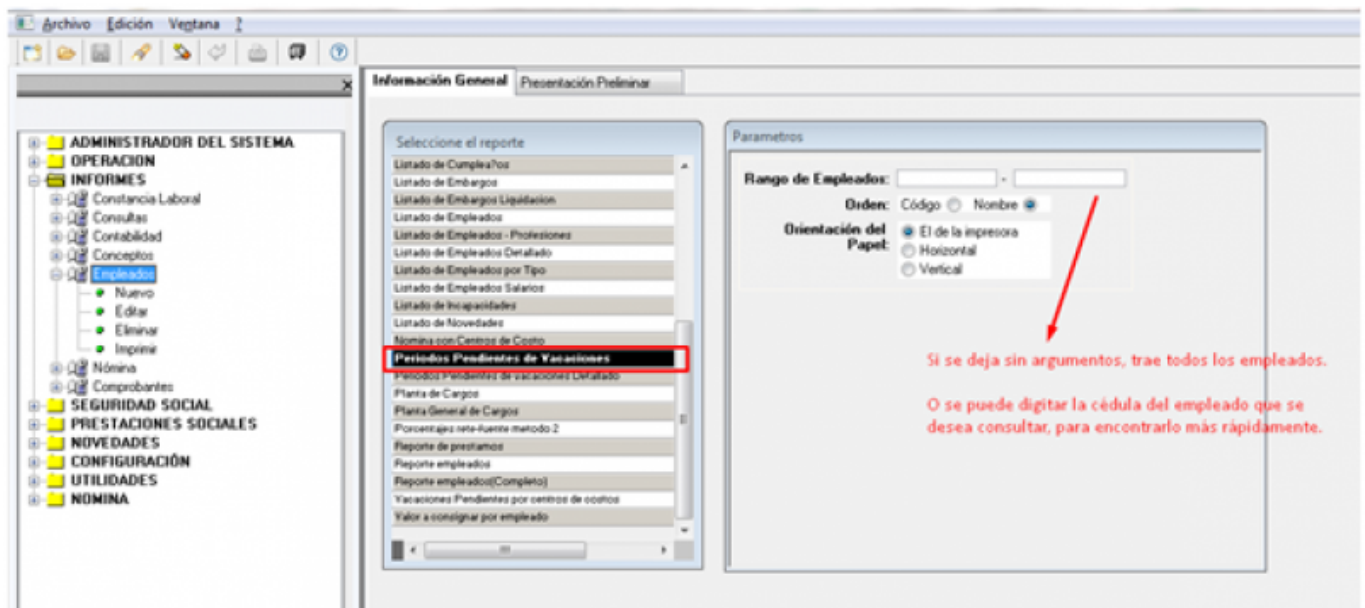 Archivo Edición Ventana ?
Información General Presentación Preliminar
ADMINISTRADOR DEL SISTEMA
OPERACION
INFORMES
Constancia Laboral
Consultas
Contabilidad
Conceptos
Empleados
Nuevo
Editar
Eliminar
Imprimir
Nómina
Comprobantes
SEGURIDAD SOCIAL
PRESTACIONES SOCIALES
NOVEDADES
CONFIGURACIÓN
UTILIDADES
NOMINA
Seleccione el reporte
Listado de Cumplea?os
Listado de Embargos
Listado de Embargos Liquidacion
Listado de Empleados
Listado de Empleados - Profesiones
Listado de Empleados Detallado
Listado de Empleados por Tipo
Listado de Empleados Salarios
Listado de Incapacidades
Listado de Novedades
Nomina con Centros de Costo
Periodos Pendientes de Vacaciones
Periodos Pendientes de vacaciones Detallado
Planta de Cargos
Planta General de Cargos
Porcentajes rete-fuente metodo 2
Reporte de prestamos
Reporte empleados
Reporte empleados(Completo)
Vacaciones Pendientes por centros de costos
Valor a consignar por empleado
Parametros
Rango de Empleados: -
Orden: Código Nombre
Orientación del Papel:
El de la impresora
Horizontal
Vertical
Si se deja sin argumentos, trae todos los empleados.
O se puede digitar la cédula del empleado que se
desea consultar, para encontrarlo más rápidamente.